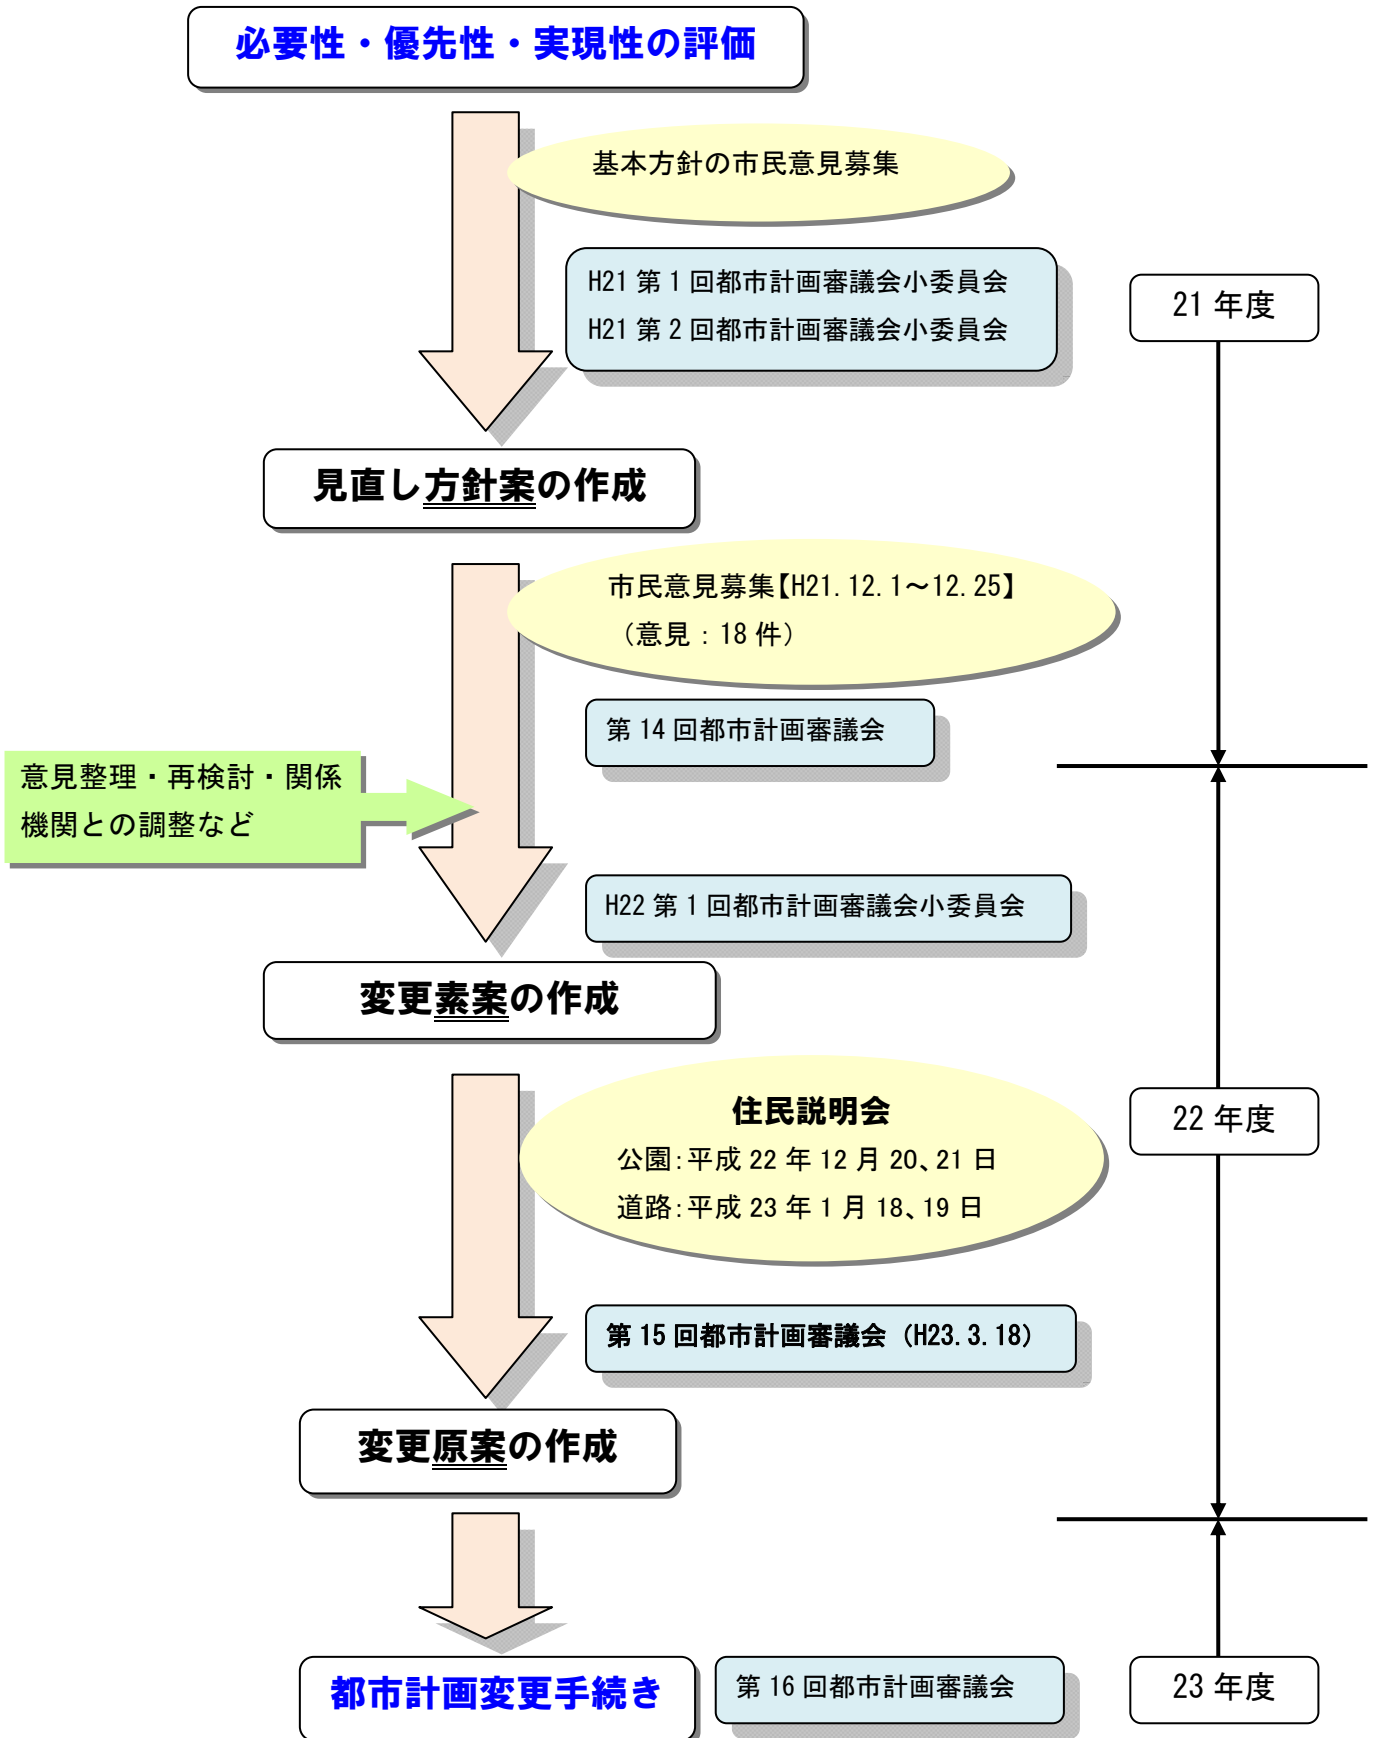 必要性・優先性・実現性の評価
基本方針の市民意見募集
H21 第 1 回都市計画審議会小委員会
H21 第 2 回都市計画審議会小委員会
21 年度
見直し方針案の作成
市民意見募集【H21.12.1～12.25】
（意見：18 件）
第 14 回都市計画審議会
意見整理・再検討・関係
機関との調整など
H22 第 1 回都市計画審議会小委員会
変更素案の作成
住民説明会
公園：平成 22 年 12 月 20、21 日
道路：平成 23 年 1 月 18、19 日
22 年度
第 15 回都市計画審議会（H23.3.18）
変更原案の作成
都市計画変更手続き
第 16 回都市計画審議会
23 年度